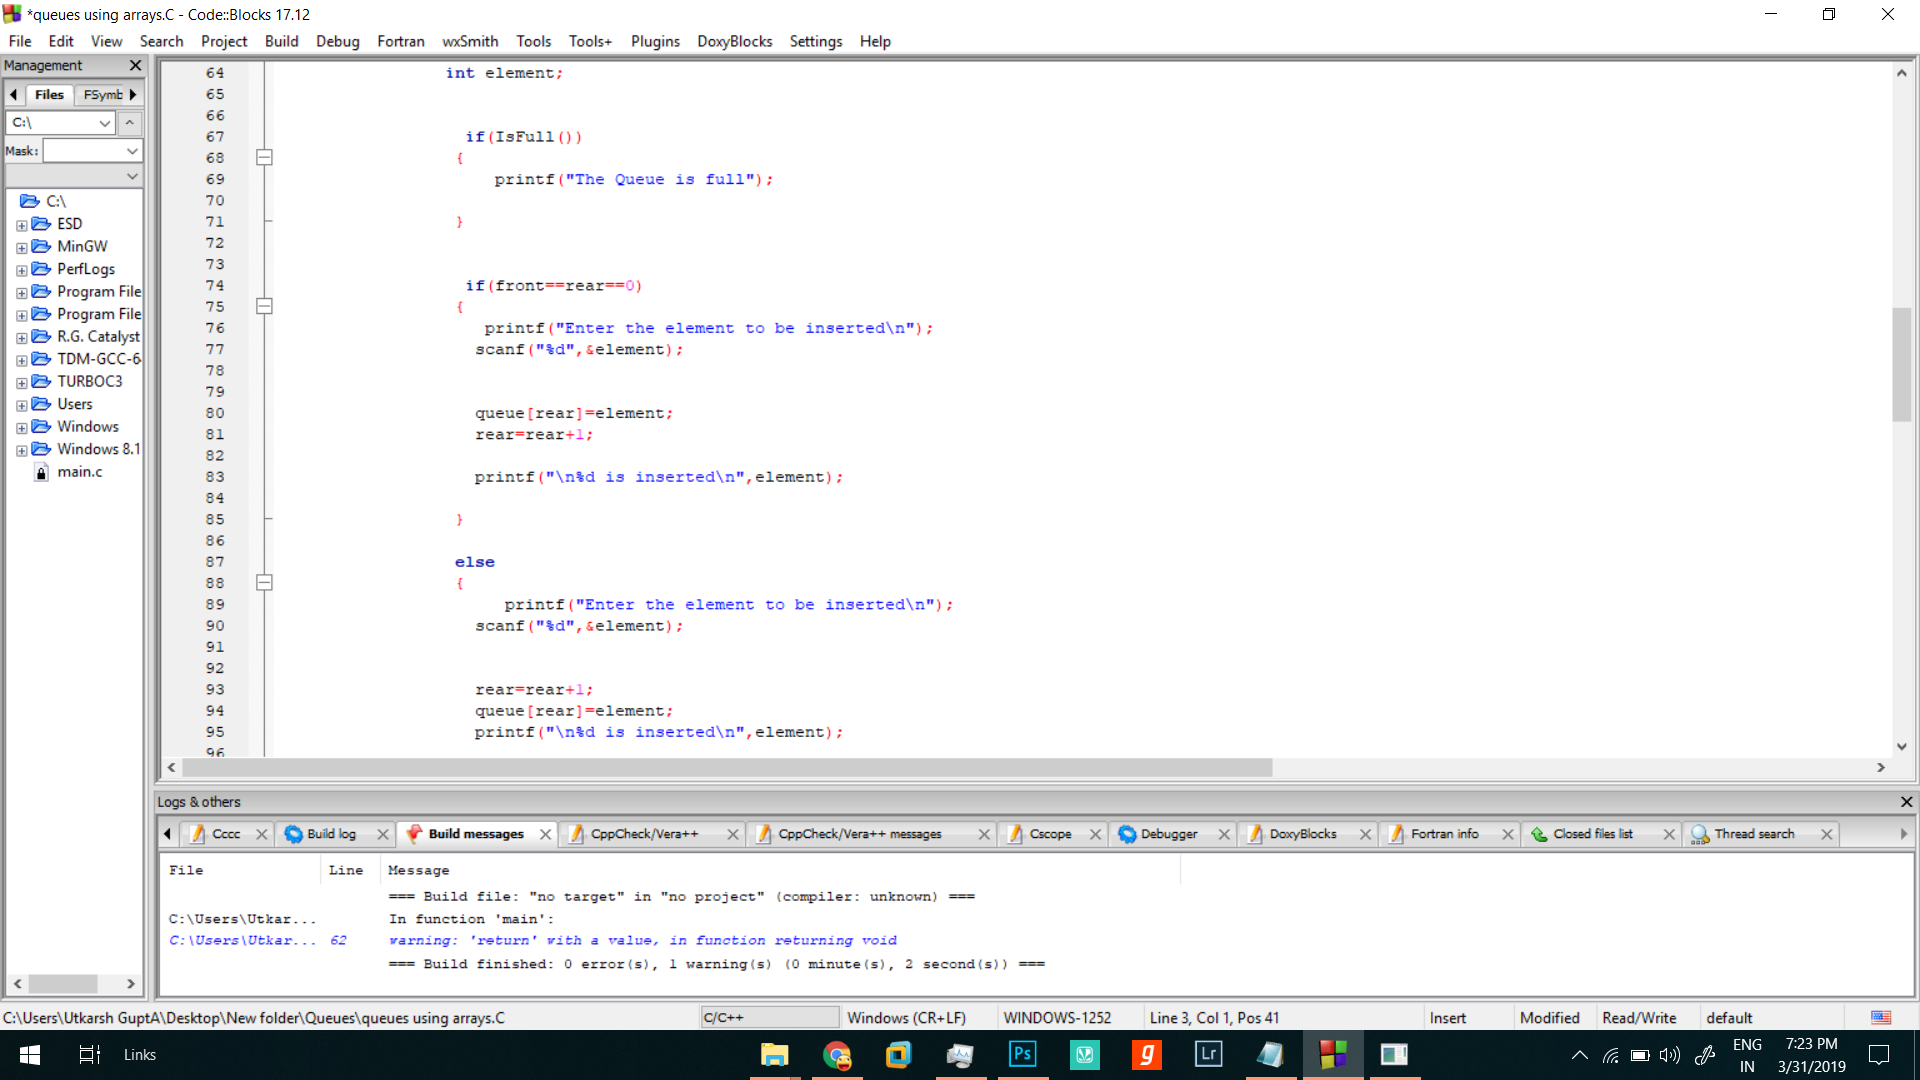 *queues using arrays.C - Code::Blocks 17.12
File Edit View Search Project Build Debug Fortran wxSmith Tools Tools+ Plugins DoxyBlocks Settings Help
Management
Files FSymb
C:\
Mask:
C:\
ESD
MinGW
PerfLogs
Program File
Program File
R.G. Catalyst
TDM-GCC-6
TURBOC3
Users
Windows
Windows 8.1
main.c
64 int element;
65
66
67 if(IsFull())
68 {
69 printf("The Queue is full");
70
71 }
72
73
74 if(front==rear==0)
75 {
76 printf("Enter the element to be inserted\n");
77 scanf("%d",&element);
78
79
80 queue[rear]=element;
81 rear=rear+1;
82
83 printf("\n%d is inserted\n",element);
84
85 }
86
87 else
88 {
89 printf("Enter the element to be inserted\n");
90 scanf("%d",&element);
91
92
93 rear=rear+1;
94 queue[rear]=element;
95 printf("\n%d is inserted\n",element);
96
Logs & others
Cccc Build log Build messages CppCheck/Vera++ CppCheck/Vera++ messages Cscope Debugger DoxyBlocks Fortran info Closed files list Thread search
File Line Message
=== Build file: "no target" in "no project" (compiler: unknown) ===
C:\Users\Utkar... In function 'main':
C:\Users\Utkar... 62 warning: 'return' with a value, in function returning void
=== Build finished: 0 error(s), 1 warning(s) (0 minute(s), 2 second(s)) ===
C:\Users\Utkarsh GuptA\Desktop\New folder\Queues\queues using arrays.C C/C++ Windows (CR+LF) WINDOWS-1252 Line 3, Col 1, Pos 41 Insert Modified Read/Write default
Links Ps g Lr ENG 7:23 PM
IN 3/31/2019